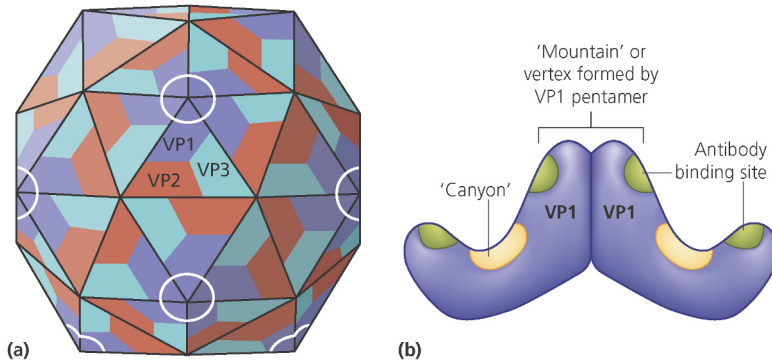 VP1
VP2
VP3
(a)
'Mountain' or
vertex formed by
VP1 pentamer
Antibody
binding site
'Canyon'
VP1
VP1
(b)